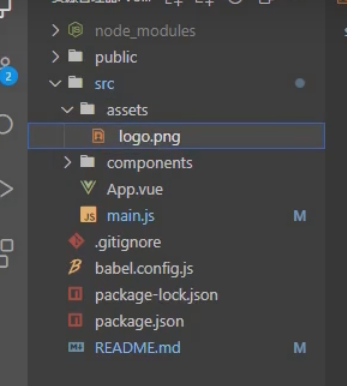 node_modules
public
src
assets
logo.png
components
App.vue
JS main.js M
.gitignore
babel.config.js
package-lock.json
package.json
README.md M
2